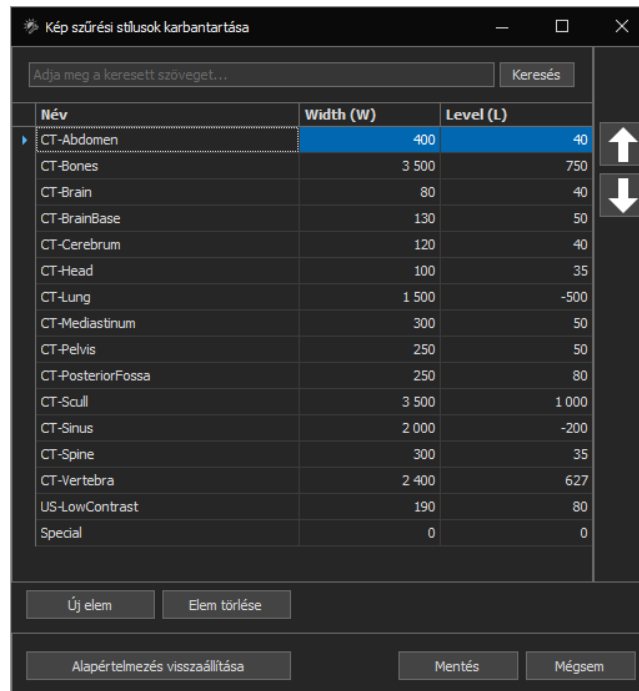 Kép szűrési stílusok karbantartása
Adja meg a keresett szöveget... Keresés
Név Width (W) Level (L)
CT-Abdomen 400 40
CT-Bones 3 500 750
CT-Brain 80 40
CT-BrainBase 130 50
CT-Cerebrum 120 40
CT-Head 100 35
CT-Lung 1 500 -500
CT-Mediastinum 300 50
CT-Pelvis 250 50
CT-PosteriorFossa 250 80
CT-Scull 3 500 1 000
CT-Sinus 2 000 -200
CT-Spine 300 35
CT-Vertebra 2 400 627
US-LowContrast 190 80
Special 0 0
Új elem Elem törlése
Alapértelmezés visszaállítása Mentés Mégsem